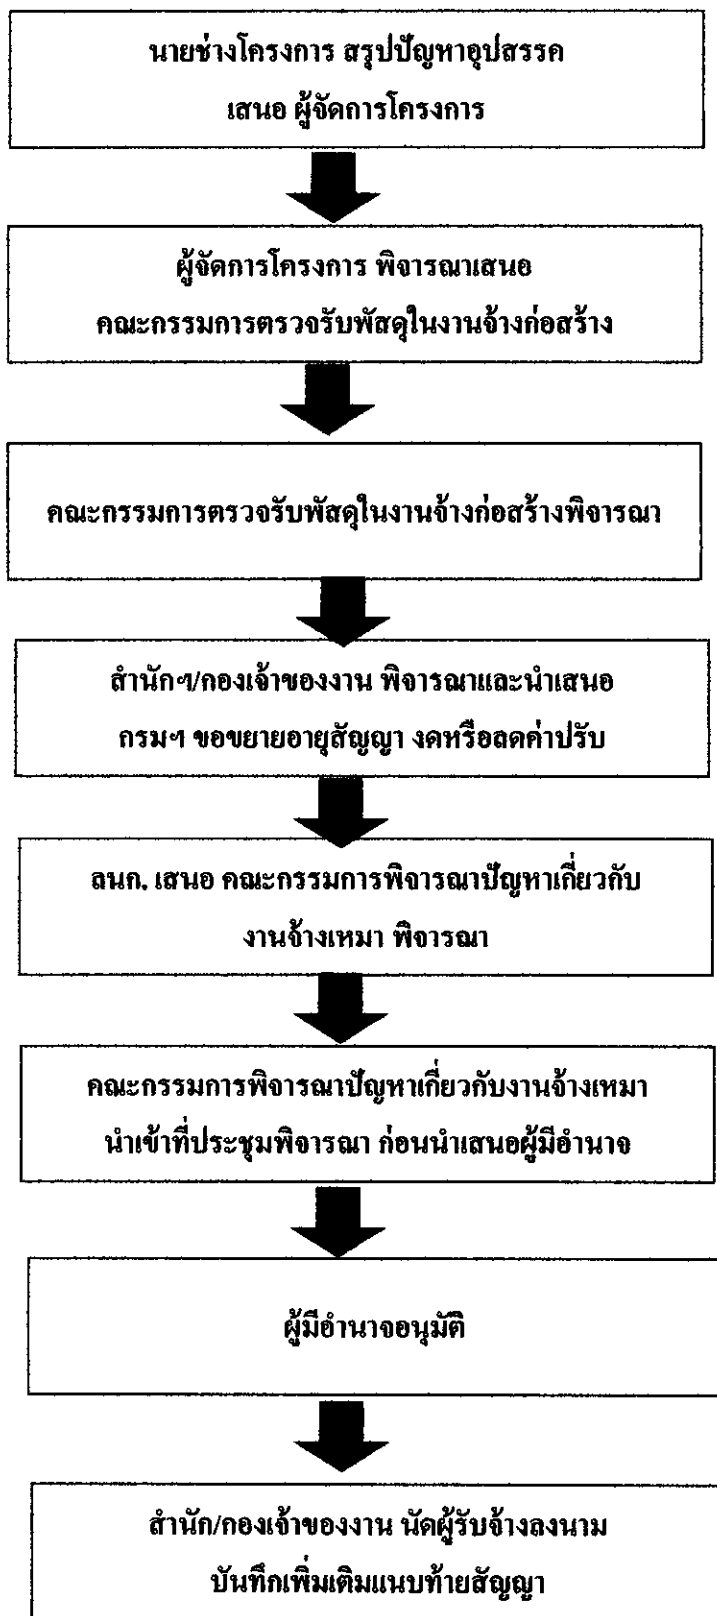 นายช่างโครงการ สรุปปัญหาอุปสรรค
เสนอ ผู้จัดการโครงการ
ผู้จัดการโครงการ พิจารณาเสนอ
คณะกรรมการตรวจรับพัสดุในงานจ้างก่อสร้าง
คณะกรรมการตรวจรับพัสดุในงานจ้างก่อสร้างพิจารณา
สำนักฯ/กองเจ้าของงาน พิจารณาและนำเสนอ
กรมฯ ขอขยายอายุสัญญา งดหรือลดค่าปรับ
ลนก. เสนอ คณะกรรมการพิจารณาปัญหาเกี่ยวกับ
งานจ้างเหมา พิจารณา
คณะกรรมการพิจารณาปัญหาเกี่ยวกับงานจ้างเหมา
นำเข้าที่ประชุมพิจารณา ก่อนนำเสนอผู้มีอำนาจ
ผู้มีอำนาจอนุมัติ
สำนัก/กองเจ้าของงาน นัดผู้รับจ้างลงนาม
บันทึกเพิ่มเติมแนบท้ายสัญญา